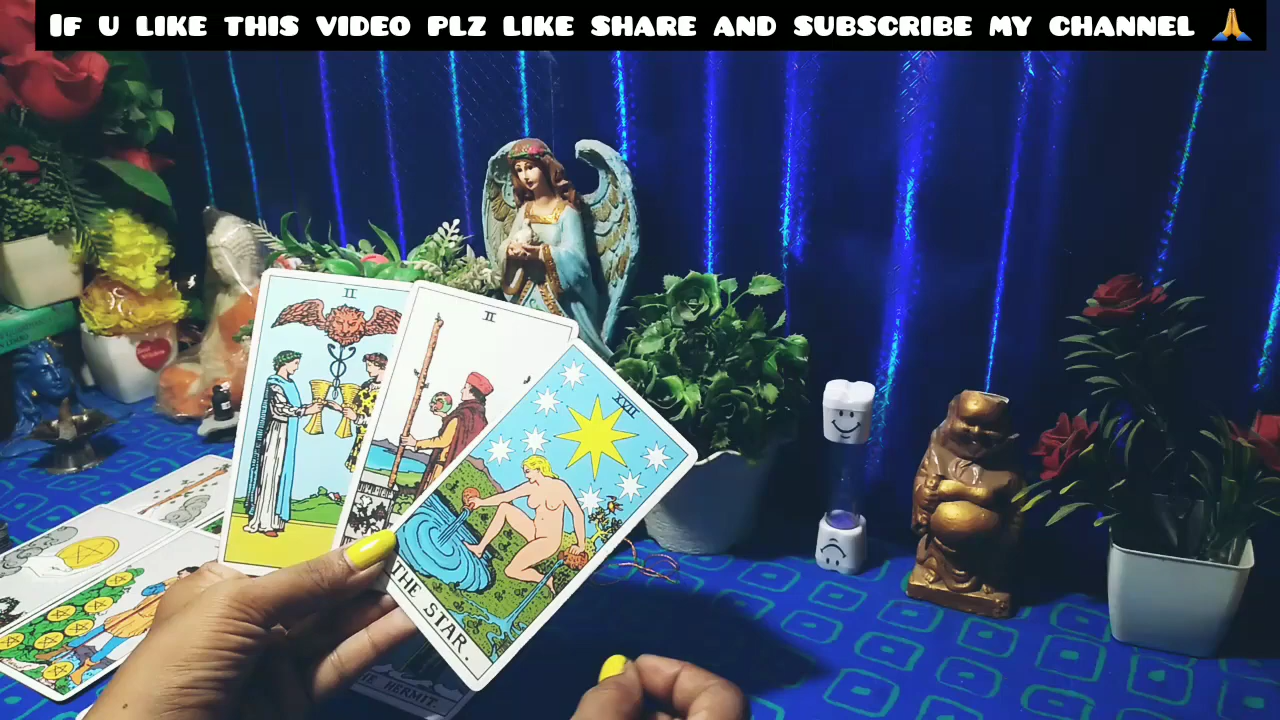 If u like this video plz like share and subscribe my channel 🙏
II
II
XVII
THE STAR.
THE HERMIT.